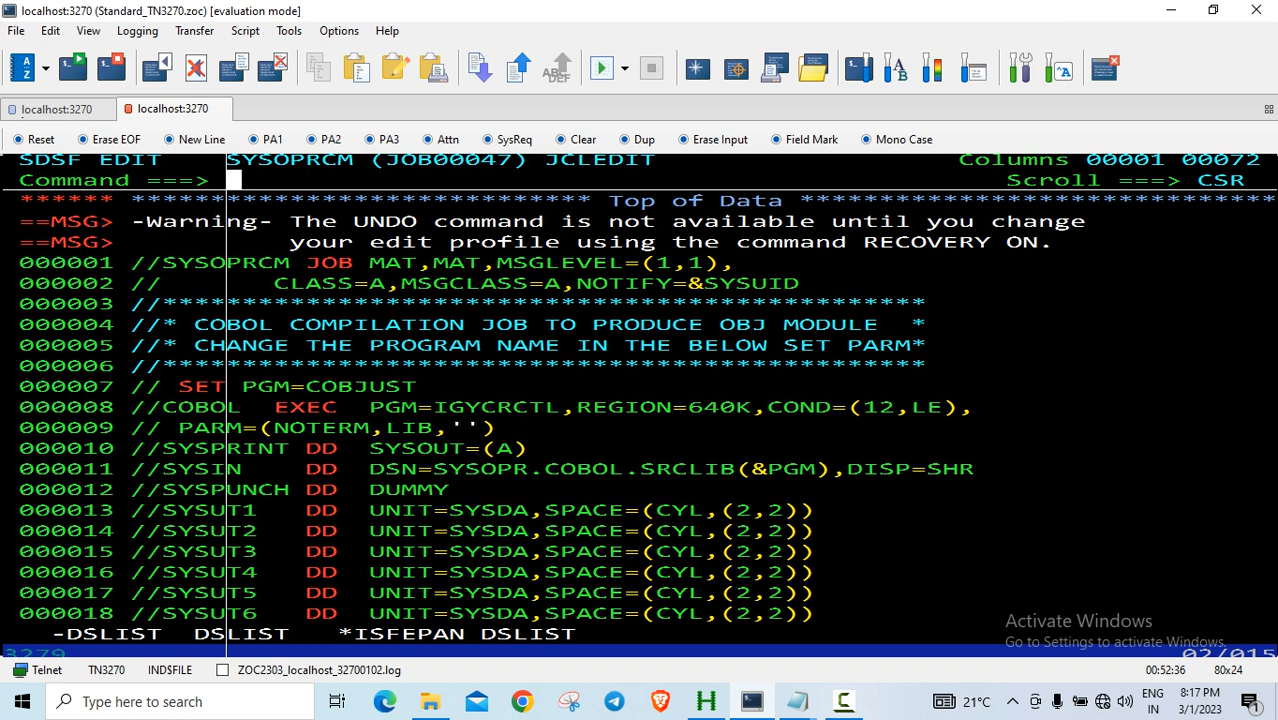 localhost:3270 (Standard_TN3270.zoc) [evaluation mode]
File Edit View Logging Transfer Script Tools Options Help
localhost:3270 localhost:3270
Reset Erase EOF New Line PA1 PA2 PA3 Attn SysReq Clear Dup Erase Input Field Mark Mono Case
SDSF EDIT SYSOPRCM (JOB00047) JCLEDIT Columns 00001 00072
Command ===> Scroll ===> CSR
****** ***************************** Top of Data ******************************
==MSG> -Warning- The UNDO command is not available until you change
==MSG> your edit profile using the command RECOVERY ON.
000001 //SYSOPRCM JOB MAT,MAT,MSGLEVEL=(1,1),
000002 // CLASS=A,MSGCLASS=A,NOTIFY=&SYSUID
000003 //************************************************
000004 //* COBOL COMPILATION JOB TO PRODUCE OBJ MODULE *
000005 //* CHANGE THE PROGRAM NAME IN THE BELOW SET PARM*
000006 //************************************************
000007 // SET PGM=COBJUST
000008 //COBOL EXEC PGM=IGYCRCTL,REGION=640K,COND=(12,LE),
000009 // PARM=(NOTERM,LIB,'')
000010 //SYSPRINT DD SYSOUT=(A)
000011 //SYSIN DD DSN=SYSOPR.COBOL.SRCLIB(&PGM),DISP=SHR
000012 //SYSPUNCH DD DUMMY
000013 //SYSUT1 DD UNIT=SYSDA,SPACE=(CYL,(2,2))
000014 //SYSUT2 DD UNIT=SYSDA,SPACE=(CYL,(2,2))
000015 //SYSUT3 DD UNIT=SYSDA,SPACE=(CYL,(2,2))
000016 //SYSUT4 DD UNIT=SYSDA,SPACE=(CYL,(2,2))
000017 //SYSUT5 DD UNIT=SYSDA,SPACE=(CYL,(2,2))
000018 //SYSUT6 DD UNIT=SYSDA,SPACE=(CYL,(2,2))
-DSLIST DSLIST *ISFEPAN DSLIST
Activate Windows
Go to Settings to activate Windows.
3279 02/015
Telnet TN3270 IND$FILE ZOC2303_localhost_32700102.log 00:52:36 80x24
Type here to search 21°C ENG IN 8:17 PM 3/1/2023 1